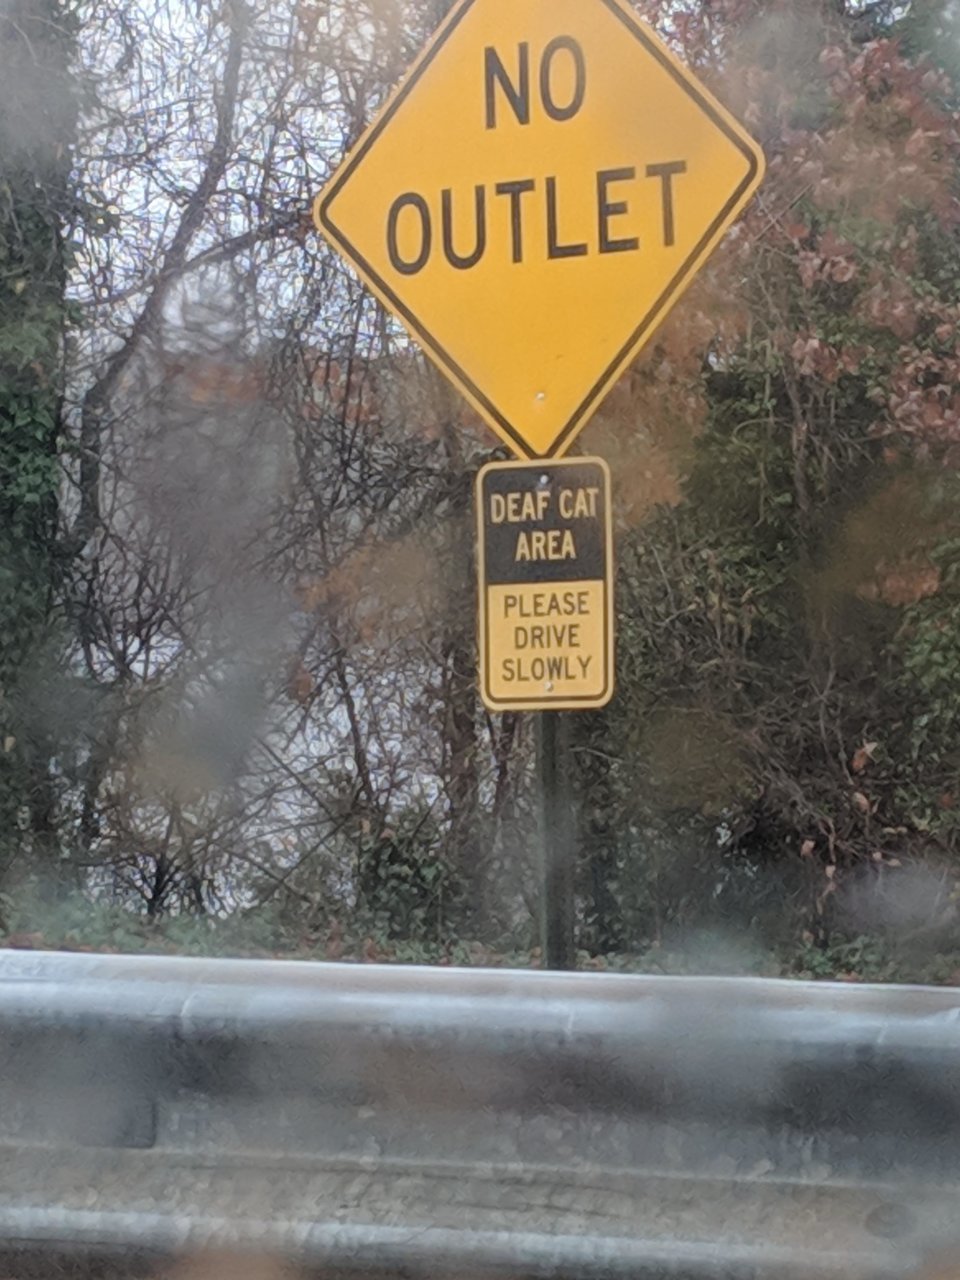 NO
OUTLET
DEAF CAT
AREA
PLEASE
DRIVE
SLOWLY